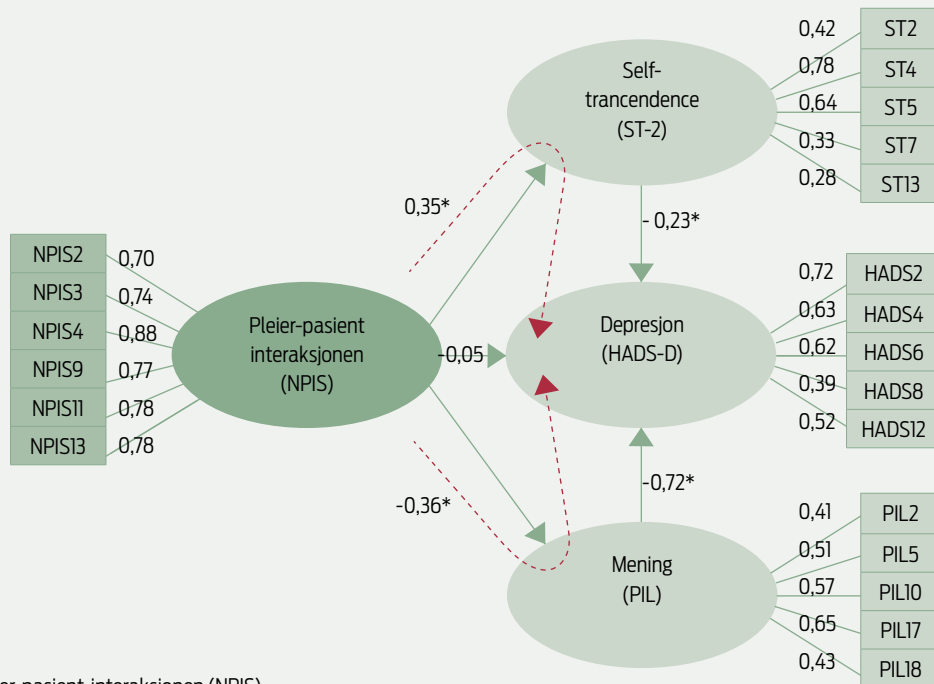 0,42
ST2
0,78
ST4
0,64
ST5
0,33
ST7
0,28
ST13
Self-
trancendence
(ST-2)
0,35*
- 0,23*
NPIS2
0,70
NPIS3
0,74
NPIS4
0,88
NPIS9
0,77
NPIS11
0,78
NPIS13
0,78
Pleier-pasient
interaksjonen
(NPIS)
-0,05
Depresjon
(HADS-D)
0,72
HADS2
0,63
HADS4
0,62
HADS6
0,39
HADS8
0,52
HADS12
-0,36*
-0,72*
Mening
(PIL)
0,41
PIL2
0,51
PIL5
0,57
PIL10
0,65
PIL17
0,43
PIL18
er-pasient-interaksjonen (NPIS)